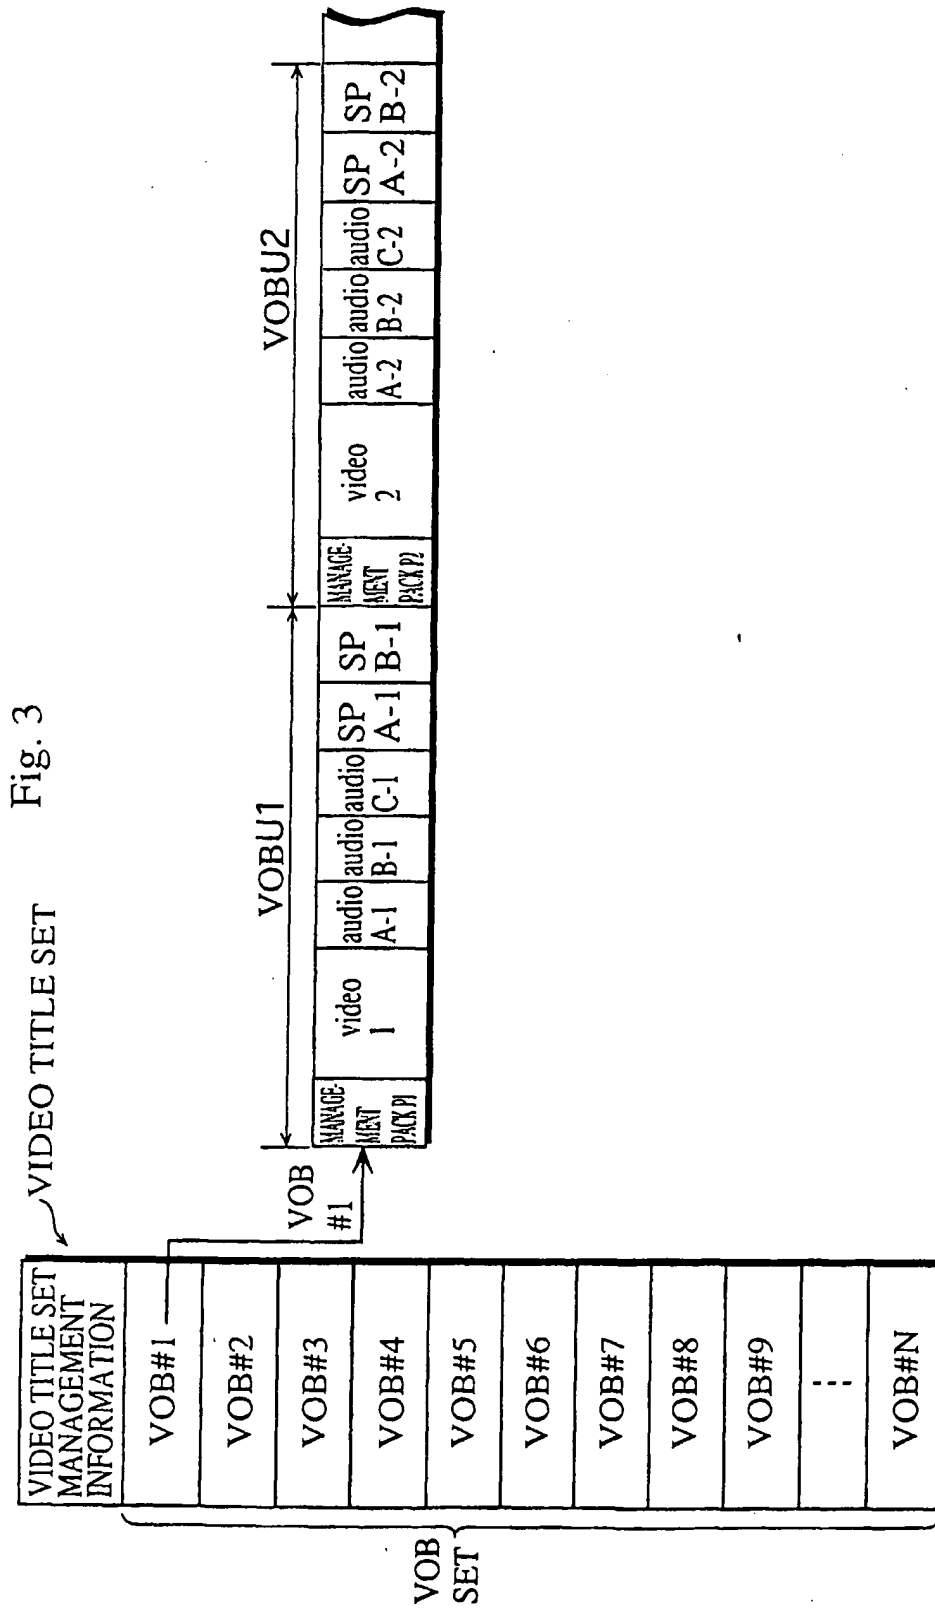 Fig. 3
VIDEO TITLE SET
VIDEO TITLE SET
MANAGEMENT
INFORMATION
VOB#1
VOB#2
VOB#3
VOB#4
VOB#5
VOB#6
VOB#7
VOB#8
VOB#9
VOB#N
VOB
SET
VOB
#1
VOBU1
MANAGE-
MENT
PACK P1
video
1
audio
A-1
audio
B-1
audio
C-1
SP
A-1
SP
B-1
VOBU2
MANAGE-
MENT
PACK P2
video
2
audio
A-2
audio
B-2
audio
C-2
SP
A-2
SP
B-2